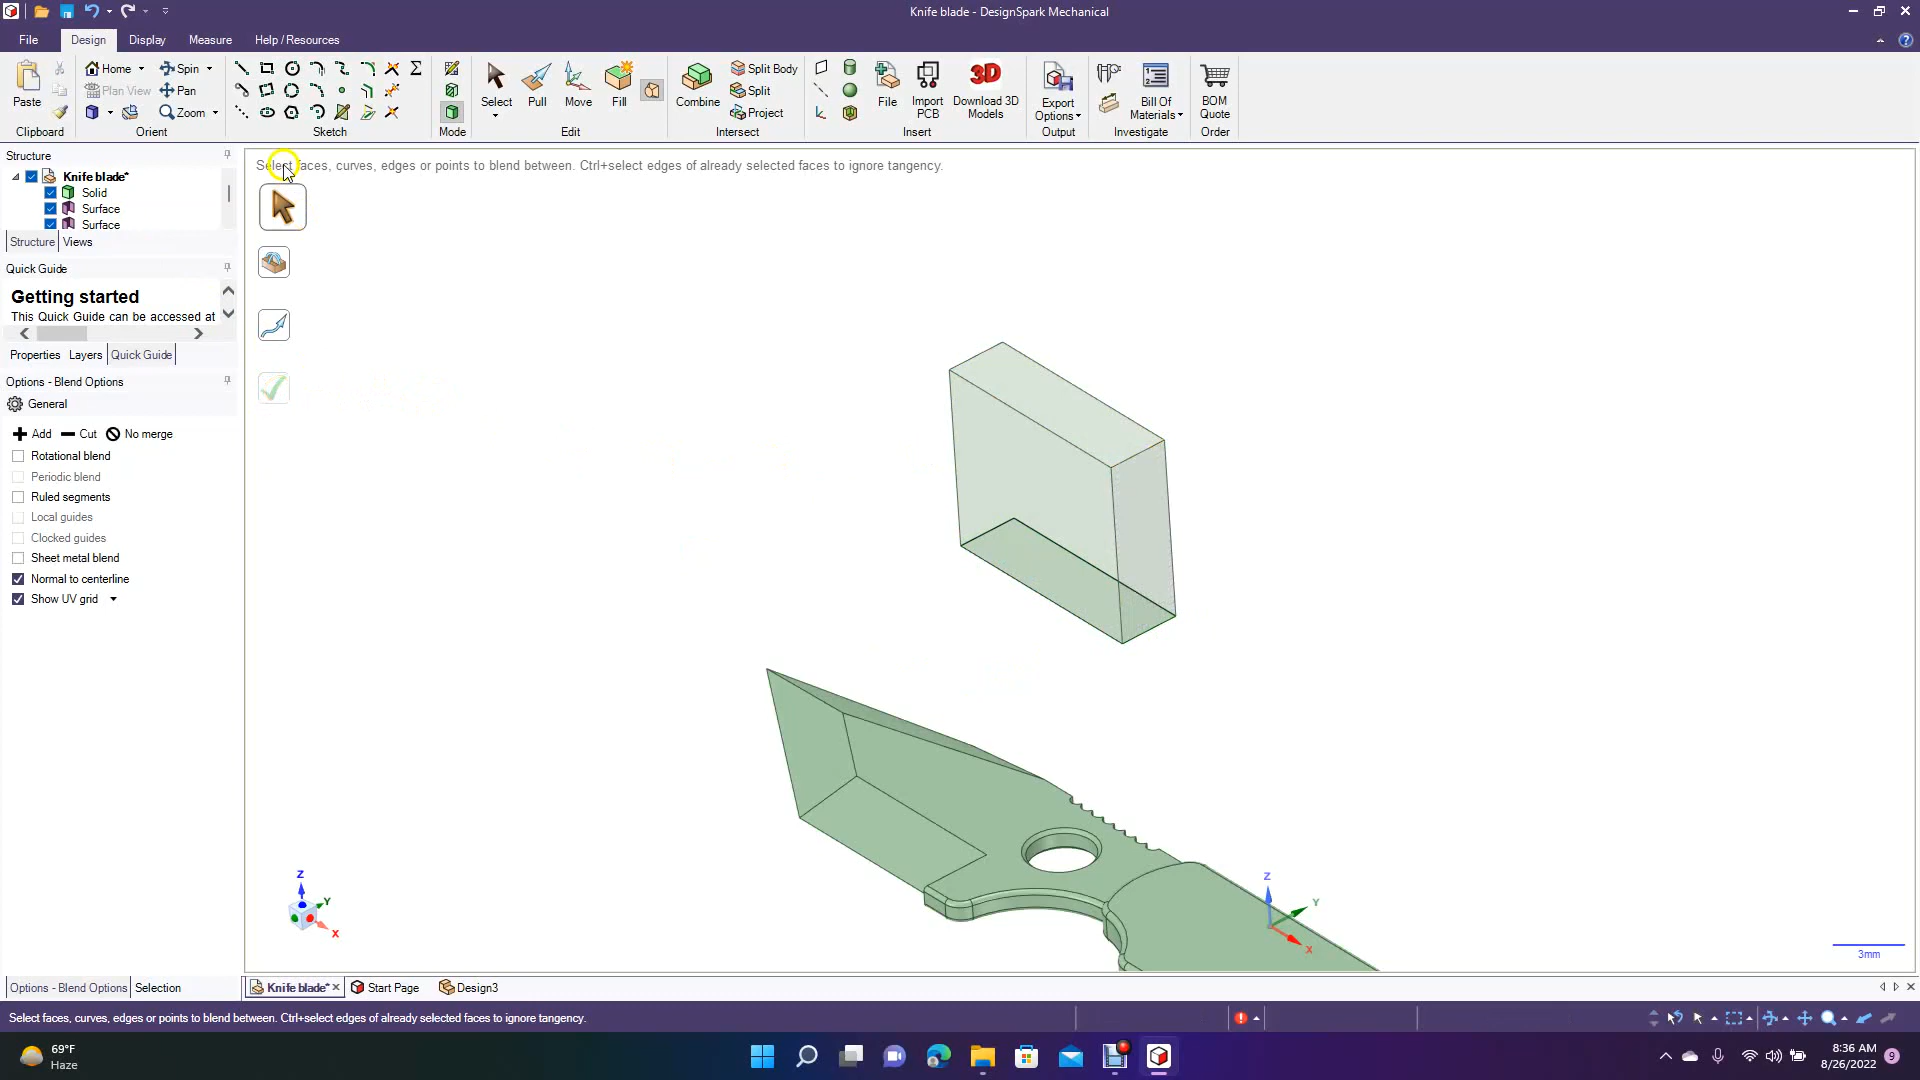 Knife blade - DesignSpark Mechanical
File
Design
Display
Measure
Help / Resources
Paste
Clipboard
Home
Plan View
Spin
Pan
Zoom
Orient
Sketch
Mode
Select
Pull
Move
Fill
Edit
Combine
Split Body
Split
Project
Intersect
File
Import PCB
Download 3D Models
Insert
Export Options
Output
Bill Of Materials
Investigate
BOM Quote
Order
Structure
Knife blade*
Solid
Surface
Surface
Structure
Views
Quick Guide
Getting started
This Quick Guide can be accessed at
Properties
Layers
Quick Guide
Options - Blend Options
General
Add
Cut
No merge
Rotational blend
Periodic blend
Ruled segments
Local guides
Clocked guides
Sheet metal blend
Normal to centerline
Show UV grid
Select faces, curves, edges or points to blend between. Ctrl+select edges of already selected faces to ignore tangency.
Z
Y
X
Z
Y
X
3mm
Options - Blend Options
Selection
Knife blade*
Start Page
Design3
Select faces, curves, edges or points to blend between. Ctrl+select edges of already selected faces to ignore tangency.
69°F
Haze
8:36 AM
8/26/2022
9